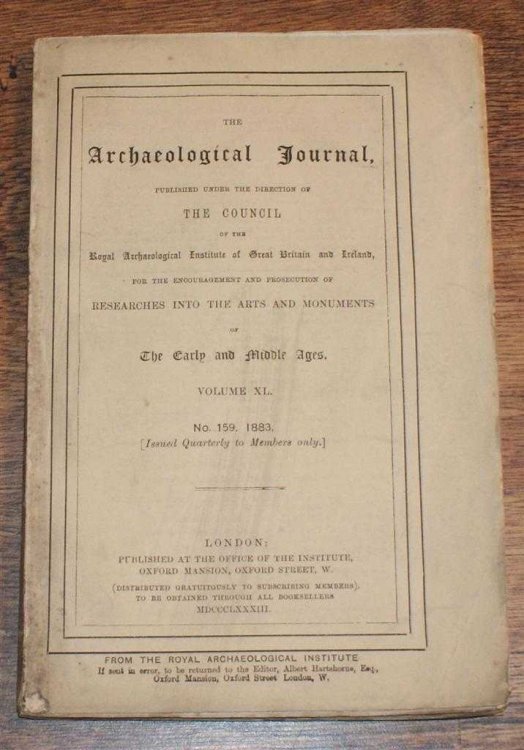 THE
Archaeological Journal,
PUBLISHED UNDER THE DIRECTION OF
THE COUNCIL
OF THE
Royal Archaeological Institute of Great Britain and Ireland,
FOR THE ENCOURAGEMENT AND PROSECUTION OF
RESEARCHES INTO THE ARTS AND MONUMENTS
OF
The Early and Middle Ages.
VOLUME XL.
No. 159. 1883.
[Issued Quarterly to Members only.]
LONDON:
PUBLISHED AT THE OFFICE OF THE INSTITUTE,
OXFORD MANSION, OXFORD STREET, W.
(DISTRIBUTED GRATUITOUSLY TO SUBSCRIBING MEMBERS).
TO BE OBTAINED THROUGH ALL BOOKSELLERS
MDCCCLXXXIII.
FROM THE ROYAL ARCHAEOLOGICAL INSTITUTE
If sent in error, to be returned to the Editor, Albert Hartshorne, Esq.,
Oxford Mansion, Oxford Street London, W.